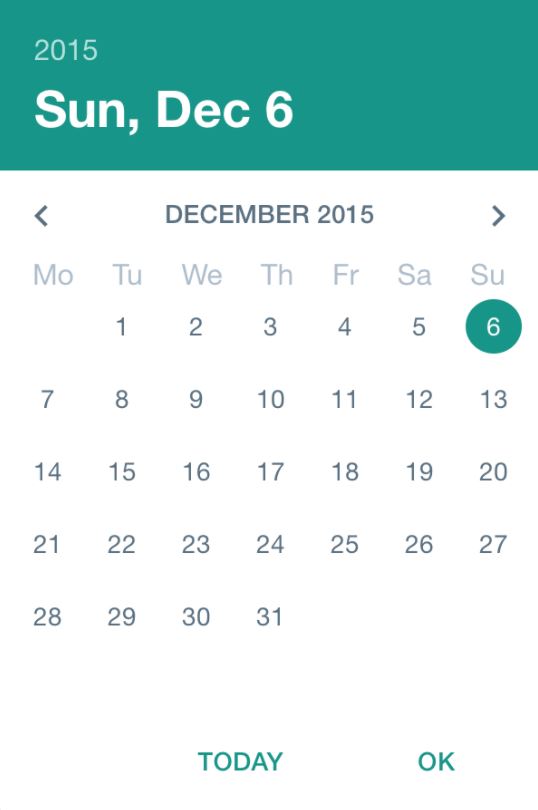 2015
Sun, Dec 6
DECEMBER 2015
Mo Tu We Th Fr Sa Su
1 2 3 4 5 6
7 8 9 10 11 12 13
14 15 16 17 18 19 20
21 22 23 24 25 26 27
28 29 30 31
TODAY OK